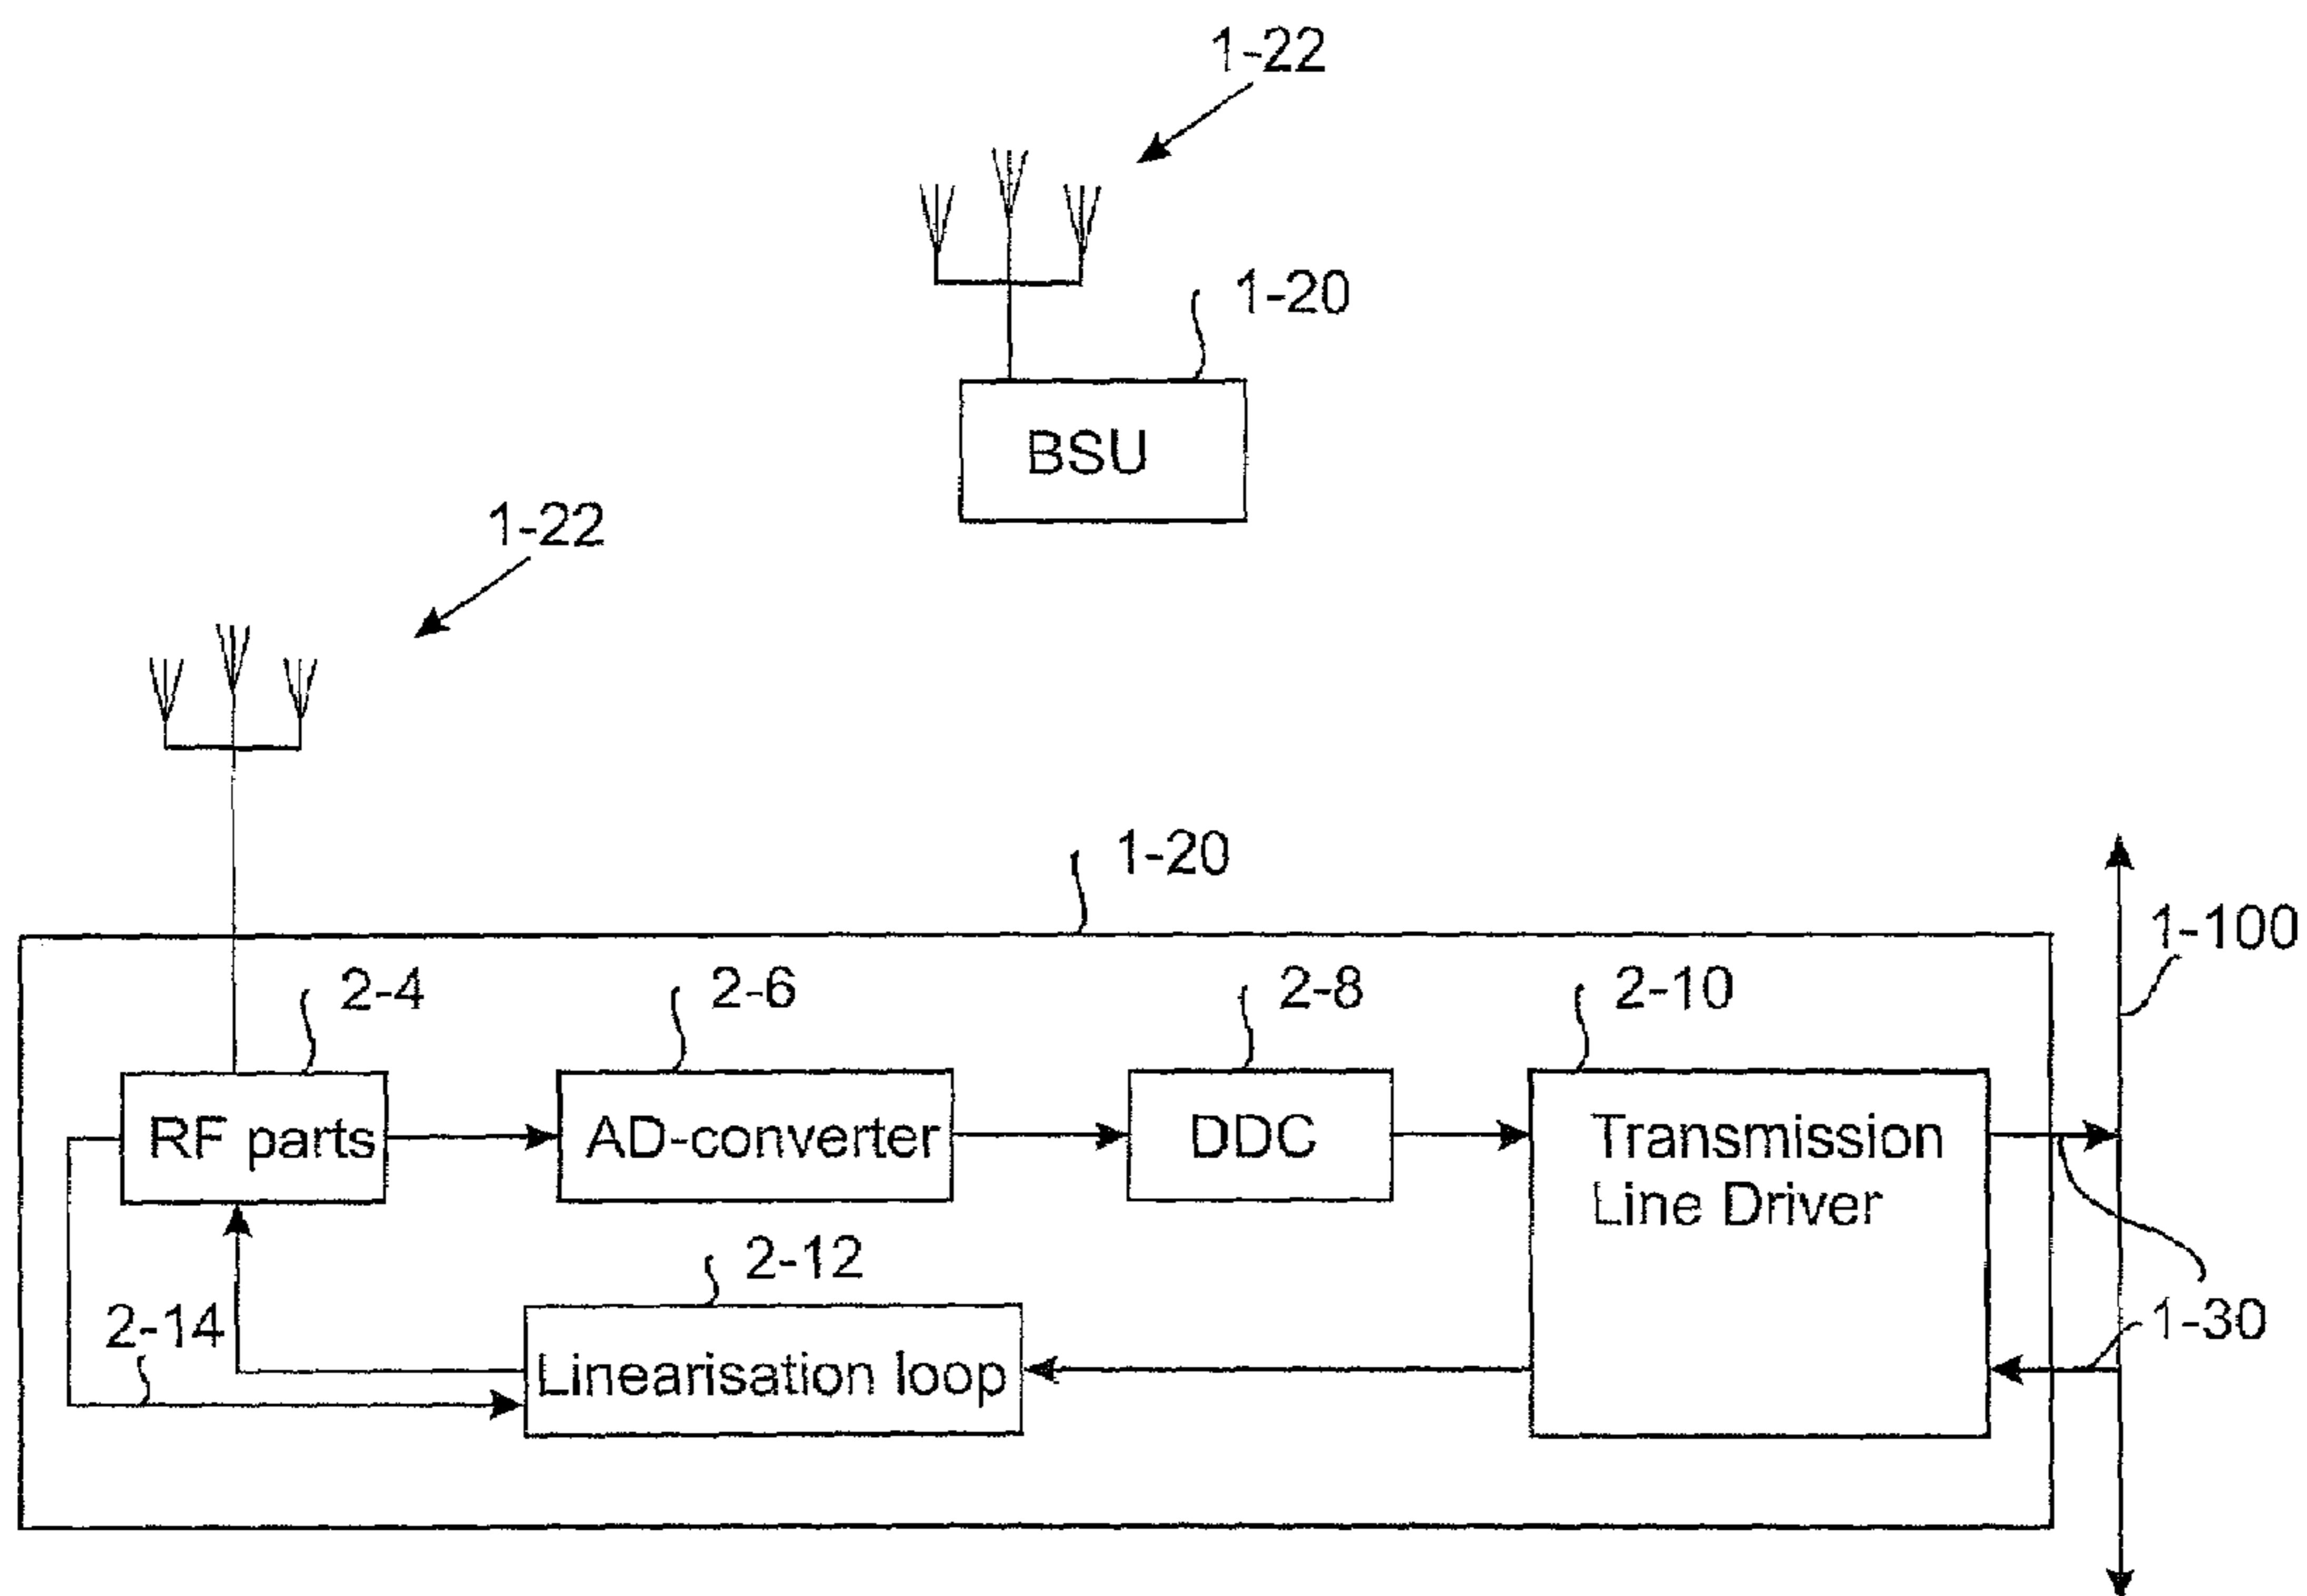 1-22
1-20
BSU
1-22
1-20
1-100
2-4
2-6
2-8
2-10
RF parts
AD-converter
DDC
Transmission
Line Driver
2-12
2-14
1-30
Linearisation loop